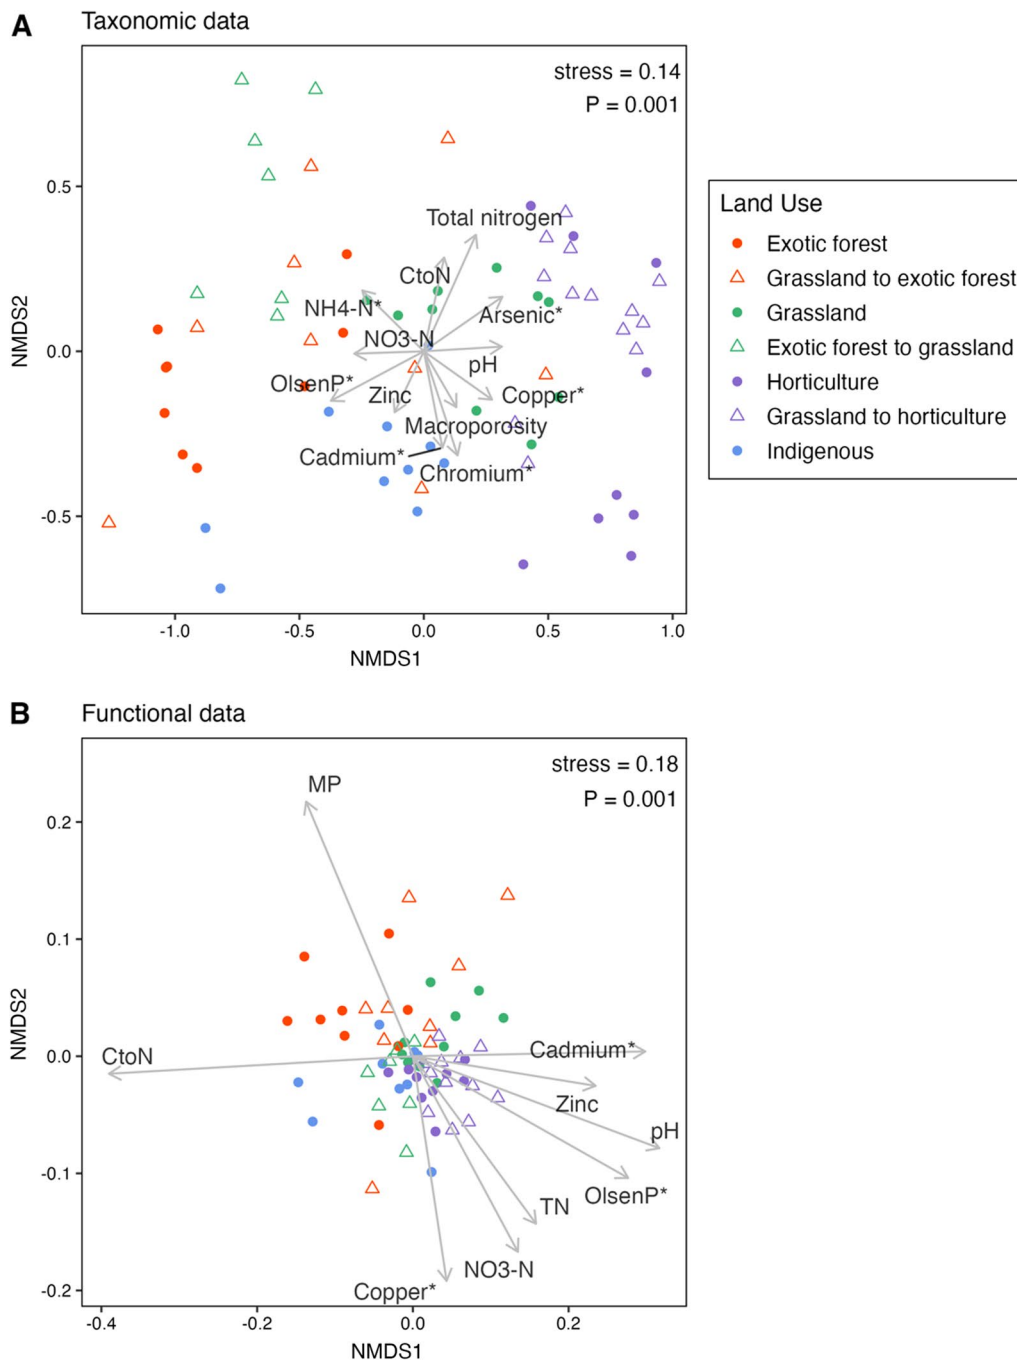 A
Taxonomic data
stress = 0.14
P = 0.001
Total nitrogen
CtoN
NH4-N*
Arsenic*
NO3-N
pH
OlsenP*
Zinc
Copper*
Macroporosity
Cadmium*
Chromium*
NMDS2
0.5
0.0
-0.5
-1.0
-0.5
0.0
0.5
1.0
NMDS1
Land Use
Exotic forest
Grassland to exotic forest
Grassland
Exotic forest to grassland
Horticulture
Grassland to horticulture
Indigenous
B
Functional data
stress = 0.18
P = 0.001
MP
CtoN
Cadmium*
Zinc
pH
OlsenP*
TN
NO3-N
Copper*
NMDS2
0.2
0.1
0.0
-0.1
-0.2
-0.4
-0.2
0.0
0.2
NMDS1